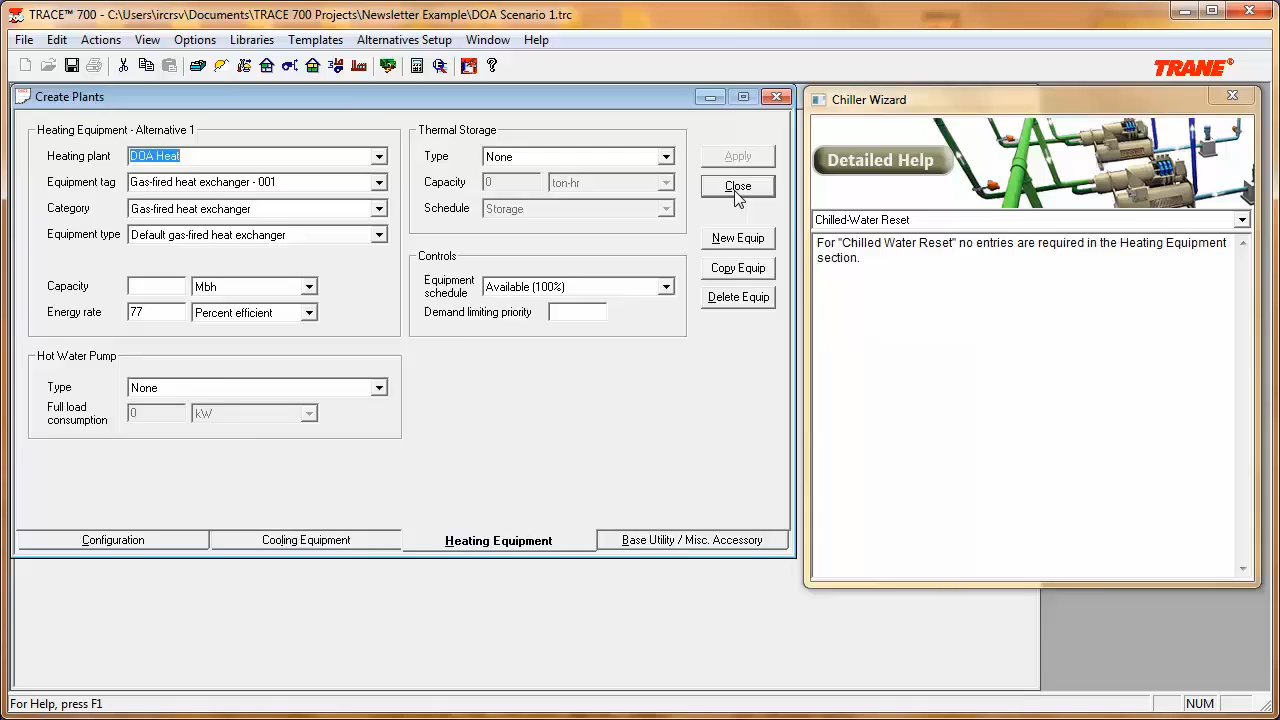 TRACE™ 700 - C:\Users\ircrsv\Documents\TRACE 700 Projects\Newsletter Example\DOA Scenario 1.trc
File Edit Actions View Options Libraries Templates Alternatives Setup Window Help
TRANE®
Create Plants
Heating Equipment - Alternative 1
Heating plant DOA Heat
Equipment tag Gas-fired heat exchanger - 001
Category Gas-fired heat exchanger
Equipment type Default gas-fired heat exchanger
Capacity Mbh
Energy rate 77 Percent efficient
Hot Water Pump
Type None
Full load
consumption 0 kW
Thermal Storage
Type None
Capacity 0 ton-hr
Schedule Storage
Controls
Equipment
schedule Available (100%)
Demand limiting priority
Apply
Close
New Equip
Copy Equip
Delete Equip
Configuration Cooling Equipment Heating Equipment Base Utility / Misc. Accessory
Chiller Wizard
Detailed Help
Chilled-Water Reset
For "Chilled Water Reset" no entries are required in the Heating Equipment
section.
For Help, press F1
NUM